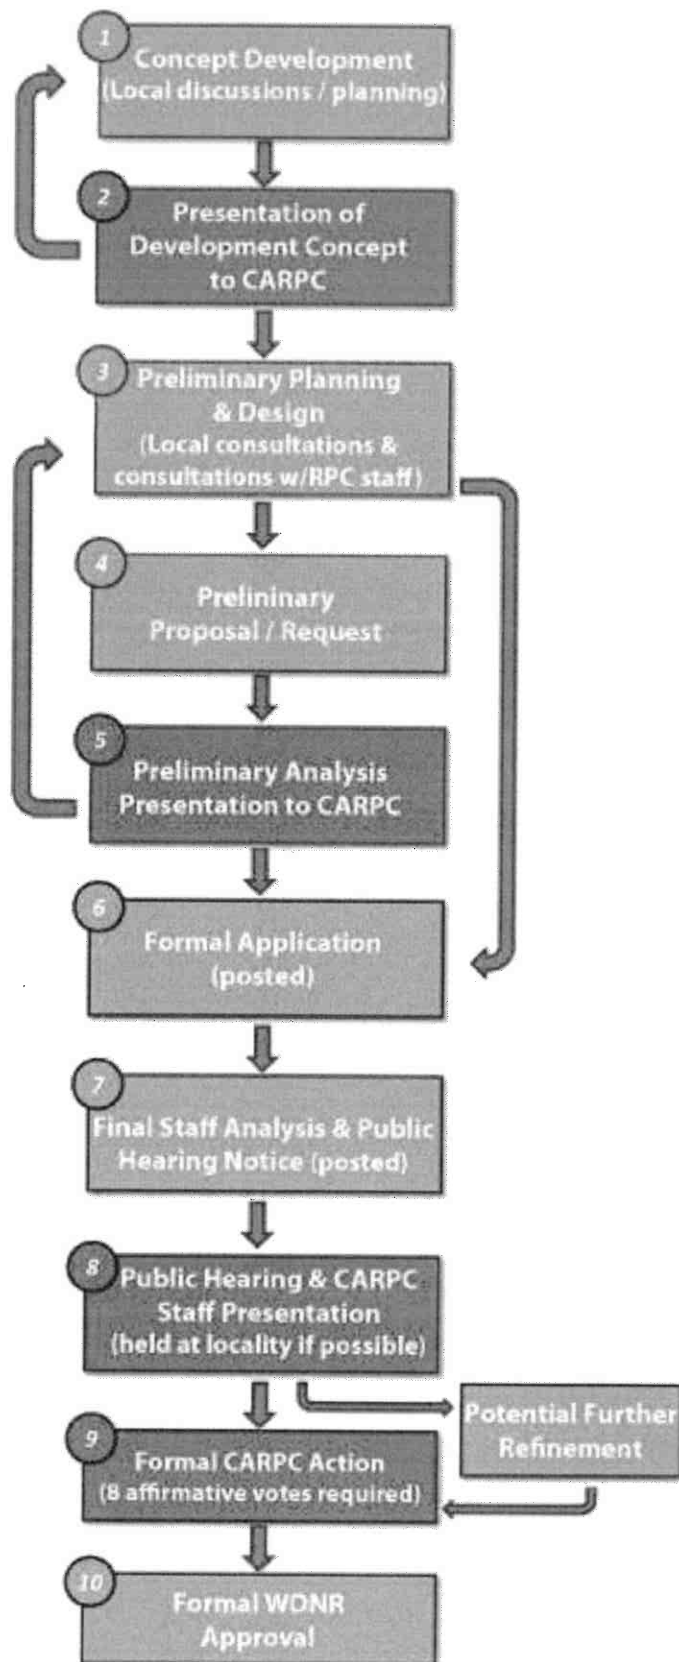 1
Concept Development
(Local discussions / planning)
2
Presentation of
Development Concept
to CARPC
3
Preliminary Planning
& Design
(Local consultations &
consultations w/RPC staff)
4
Prelininary
Proposal / Request
5
Preliminary Analysis
Presentation to CARPC
6
Formal Application
(posted)
7
Final Staff Analysis & Public
Hearing Notice (posted)
8
Public Hearing & CARPC
Staff Presentation
(held at locality if possible)
Potential Further
Refinement
9
Formal CARPC Action
(8 affirmative votes required)
10
Formal WDNR
Approval